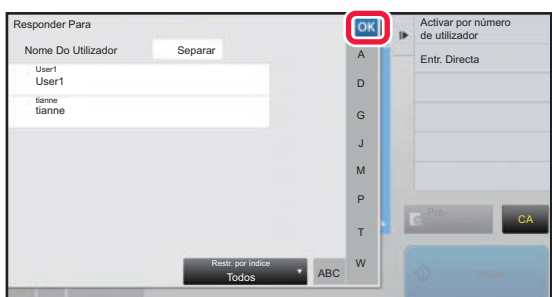 Responder Para
OK
Nome Do Utilizador
Separar
User1
User1
tianne
tianne
A
D
G
J
M
P
T
W
Restr. por índice
Todos
ABC
Activar por número
de utilizador
Entr. Directa
Pré-
CA